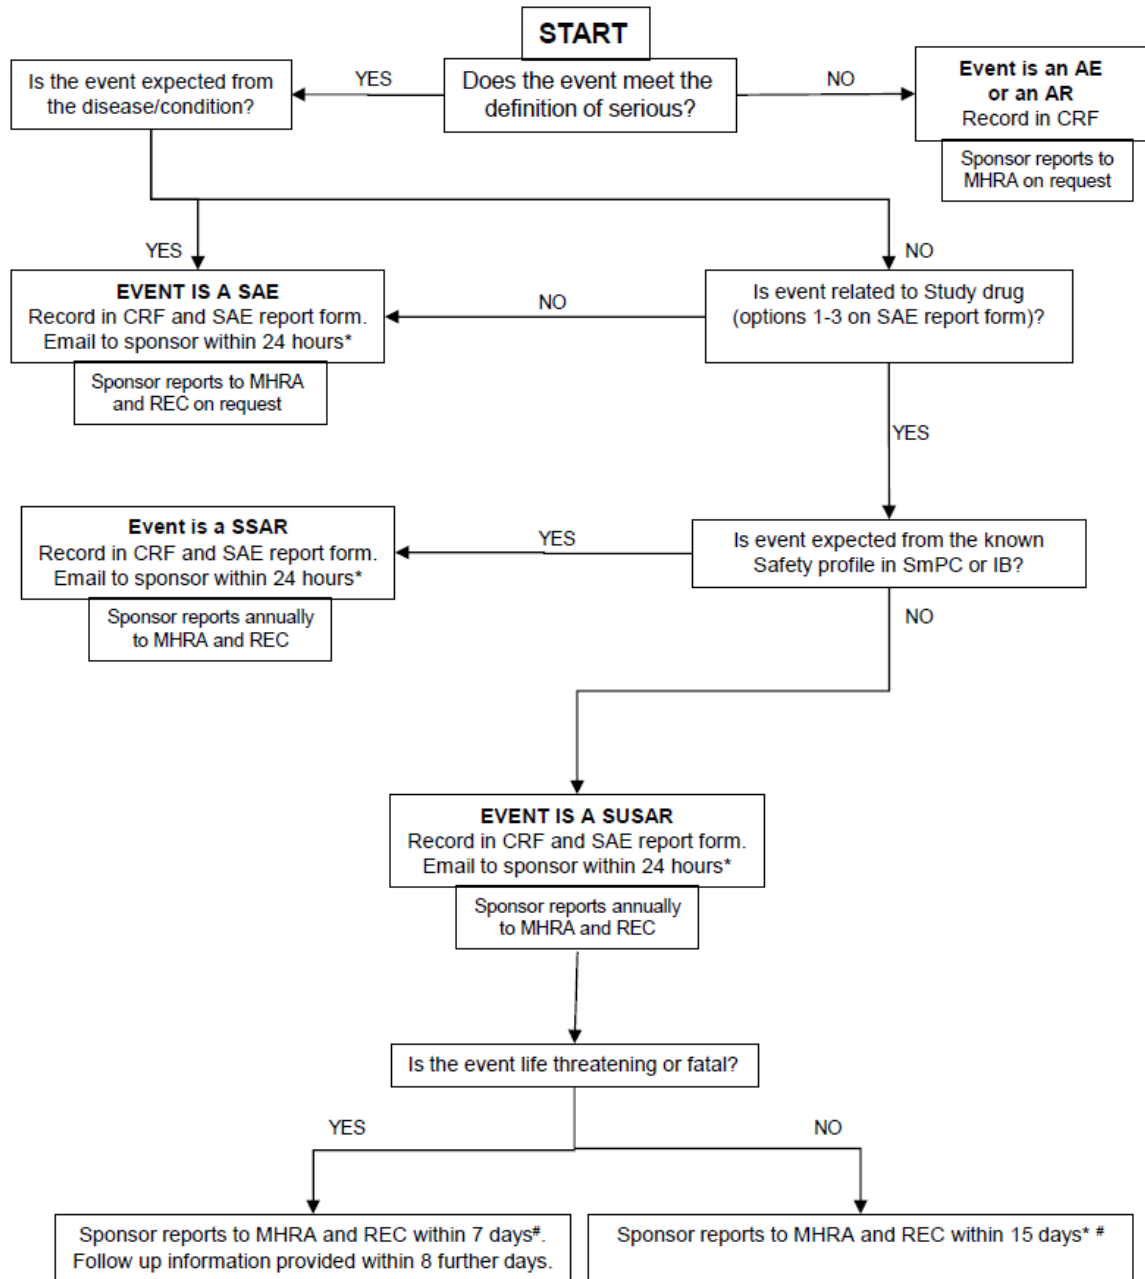 START
Is the event expected from
the disease/condition?
YES
Does the event meet the
definition of serious?
NO
Event is an AE
or an AR
Record in CRF
Sponsor reports to
MHRA on request
YES
NO
EVENT IS A SAE
Record in CRF and SAE report form.
Email to sponsor within 24 hours*
Sponsor reports to MHRA
and REC on request
NO
Is event related to Study drug
(options 1-3 on SAE report form)?
YES
Event is a SSAR
Record in CRF and SAE report form.
Email to sponsor within 24 hours*
Sponsor reports annually
to MHRA and REC
YES
Is event expected from the known
Safety profile in SmPC or IB?
NO
EVENT IS A SUSAR
Record in CRF and SAE report form.
Email to sponsor within 24 hours*
Sponsor reports annually
to MHRA and REC
Is the event life threatening or fatal?
YES
NO
Sponsor reports to MHRA and REC within 7 days#.
Follow up information provided within 8 further days.
Sponsor reports to MHRA and REC within 15 days* #